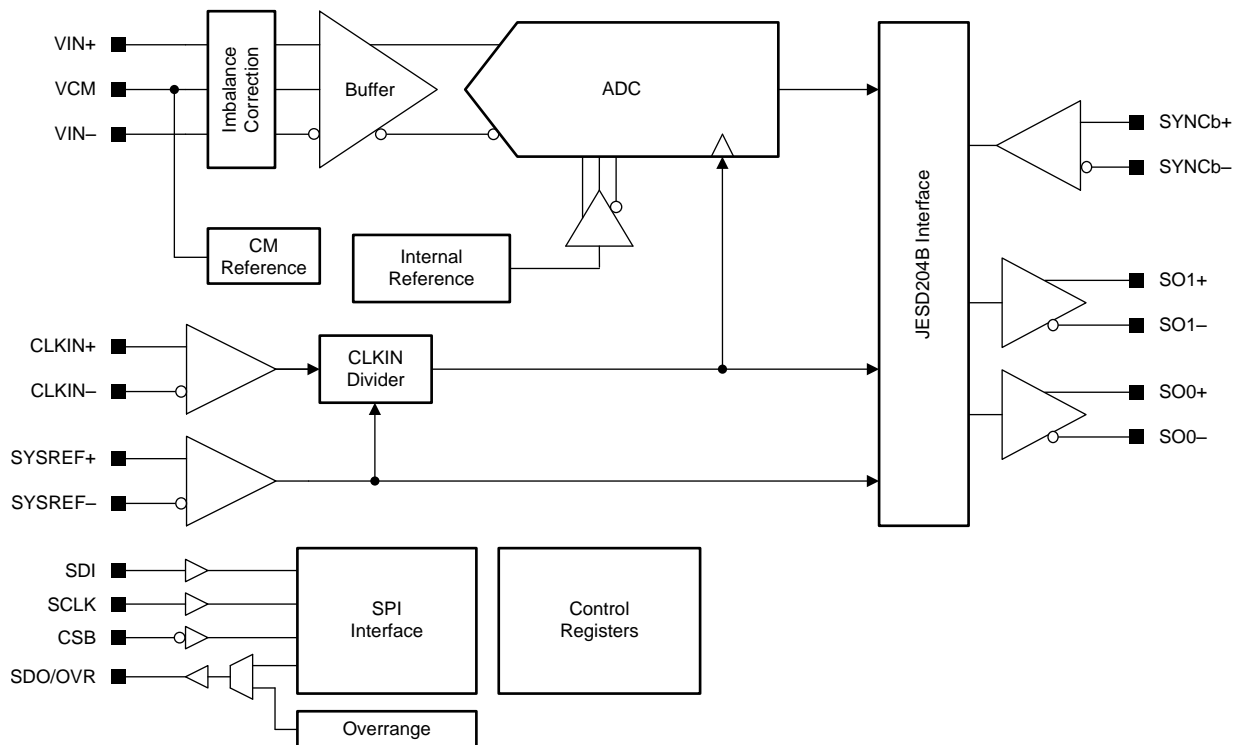 VIN+
VCM
VIN–
Imbalance
Correction
Buffer
ADC
CM
Reference
Internal
Reference
JESD204B Interface
SYNCb+
SYNCb–
SO1+
SO1–
SO0+
SO0–
CLKIN+
CLKIN–
CLKIN
Divider
SYSREF+
SYSREF–
SDI
SCLK
CSB
SDO/OVR
SPI
Interface
Control
Registers
Overrange